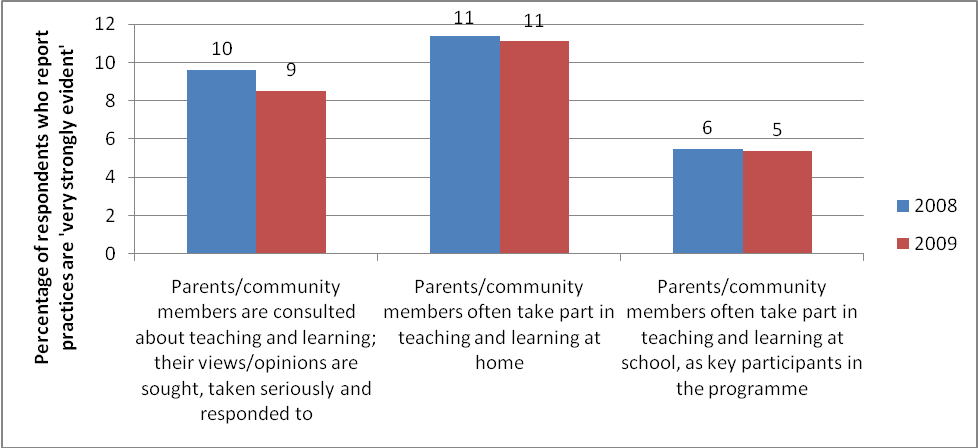 Percentage of respondents who report
practices are 'very strongly evident'
12
10
8
6
4
2
0
10
9
11
11
6
5
Parents/community
members are consulted
about teaching and learning;
their views/opinions are
sought, taken seriously and
responded to
Parents/community
members often take part in
teaching and learning at
home
Parents/community
members often take part in
teaching and learning at
school, as key participants in
the programme
2008
2009